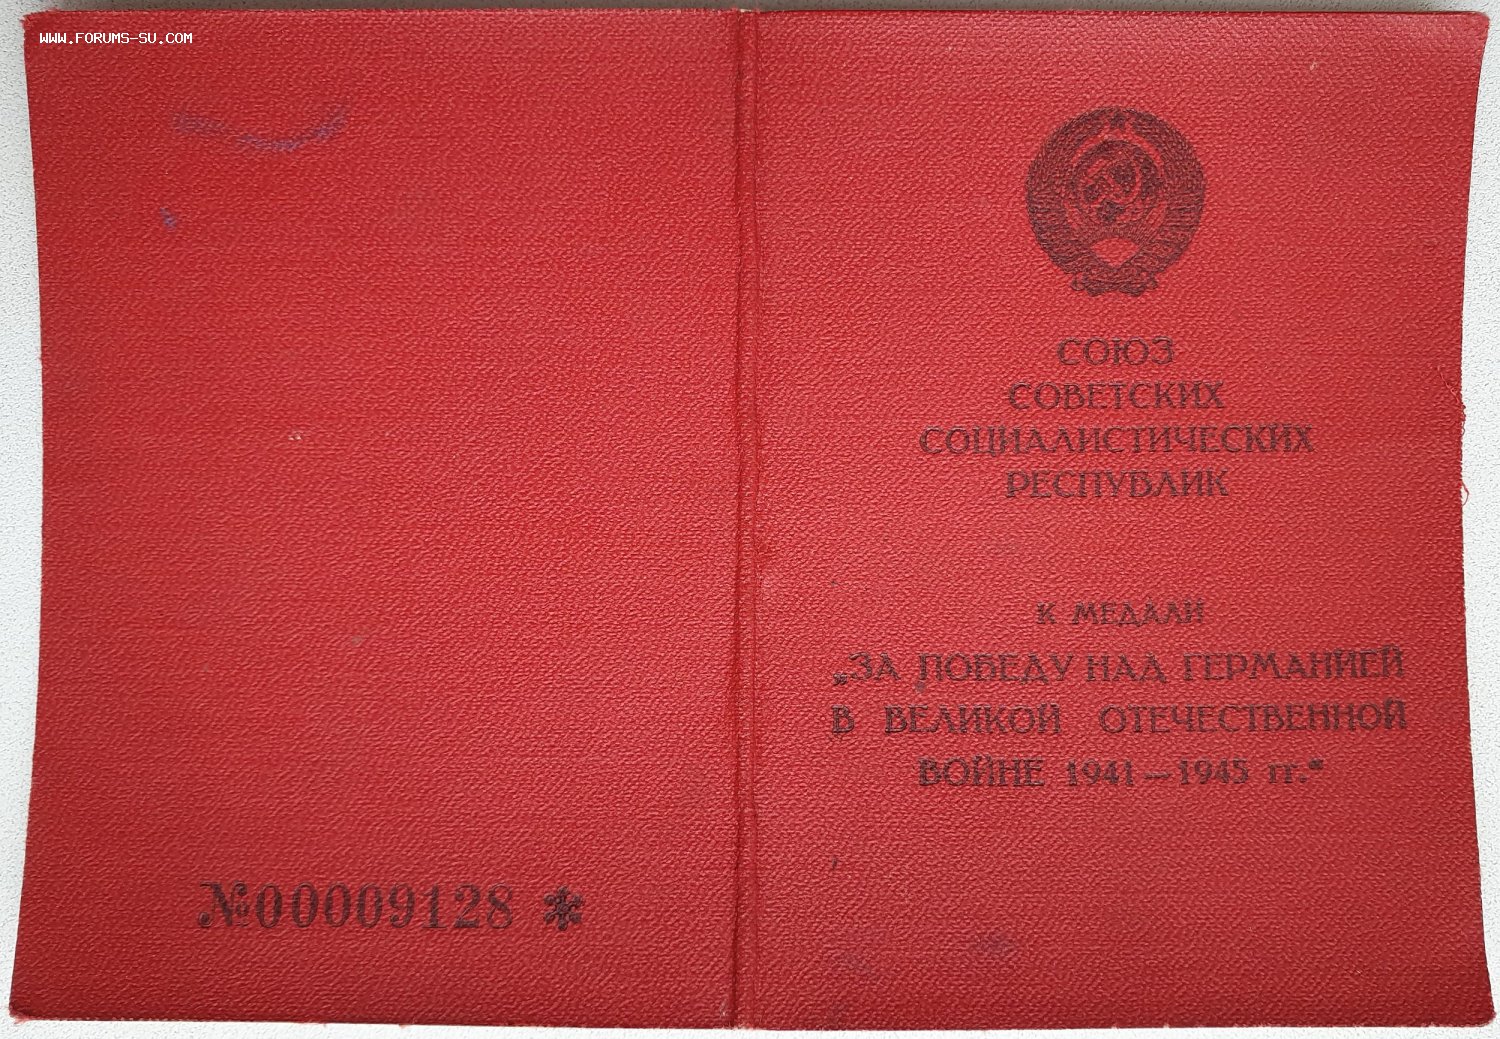 WWW.FORUMS-SU.COM
№00009128 *
СОЮЗ
СОВЕТСКИХ
СОЦИАЛИСТИЧЕСКИХ
РЕСПУБЛИК
К МЕДАЛИ
„ЗА ПОБЕДУ НАД ГЕРМАНИЕЙ
В ВЕЛИКОЙ ОТЕЧЕСТВЕННОЙ
ВОЙНЕ 1941—1945 гг.“